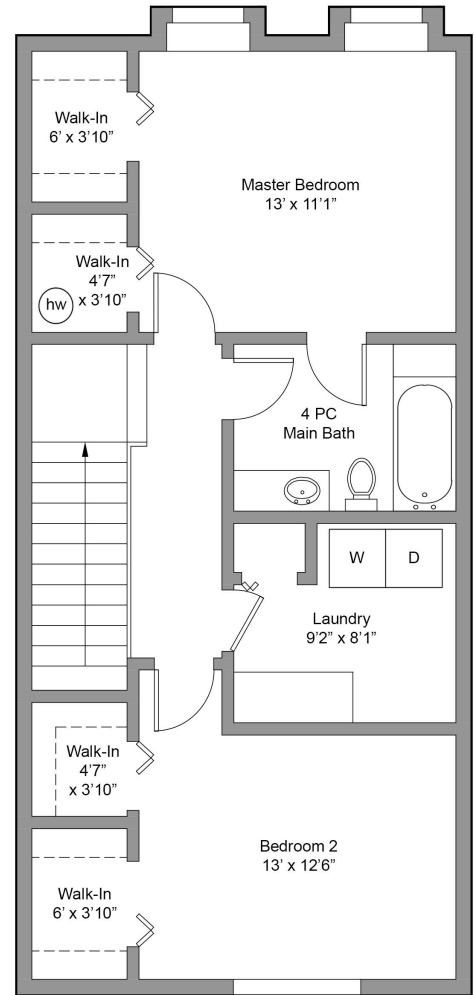 Walk-In
6’ x 3’10”
Master Bedroom
13’ x 11’1”
Walk-In
4’7”
x 3’10”
hw
4 PC
Main Bath
W
D
Laundry
9’2” x 8’1”
Walk-In
4’7”
x 3’10”
Bedroom 2
13’ x 12’6”
Walk-In
6’ x 3’10”